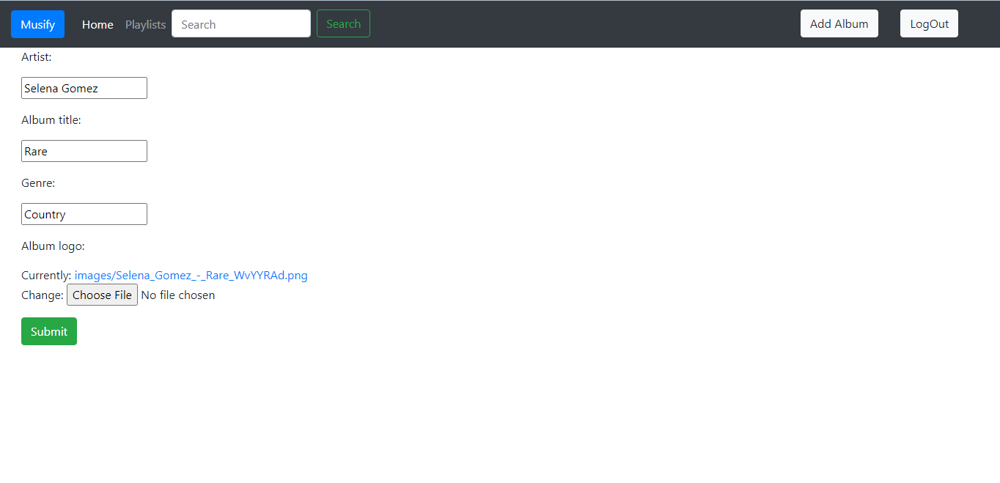 Musify Home Playlists Search Search Add Album LogOut
Artist:
Selena Gomez
Album title:
Rare
Genre:
Country
Album logo:
Currently: images/Selena_Gomez_-_Rare_WvYYRAd.png
Change: Choose File No file chosen
Submit